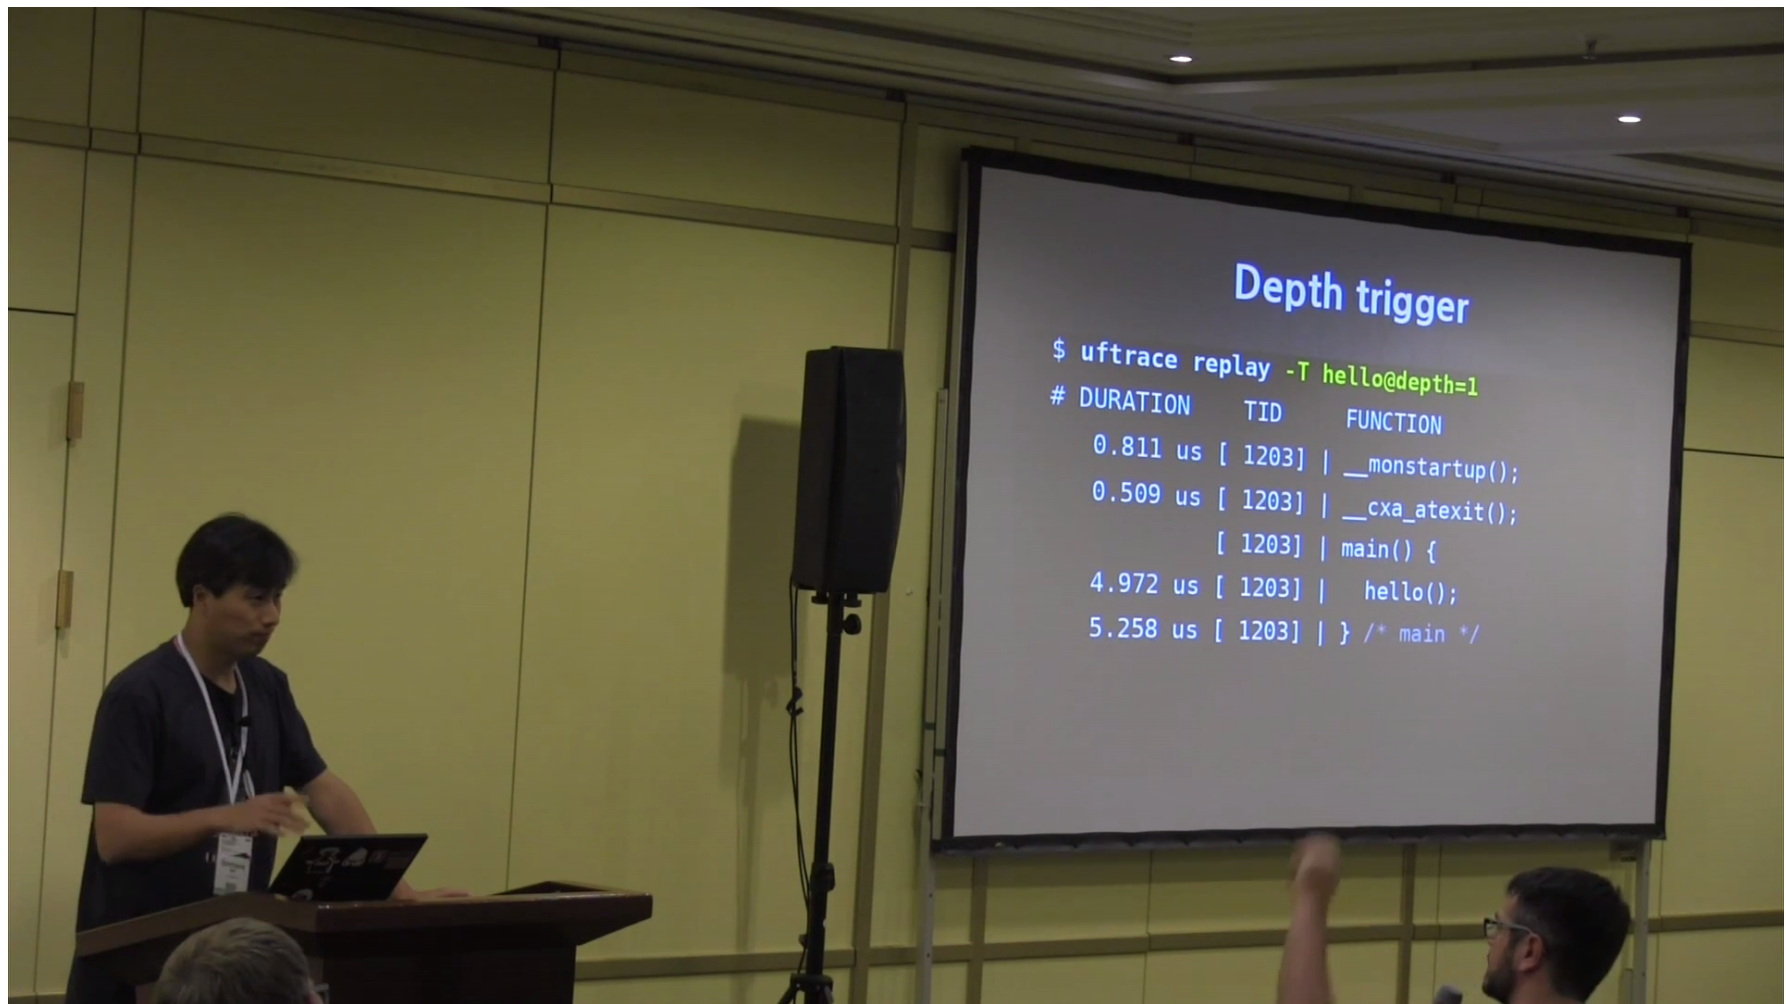 Depth trigger
$ uftrace replay -T hello@depth=1
# DURATION    TID     FUNCTION
   0.811 us [ 1203] | __monstartup();
   0.509 us [ 1203] | __cxa_atexit();
            [ 1203] | main() {
   4.972 us [ 1203] |   hello();
   5.258 us [ 1203] | } /* main */